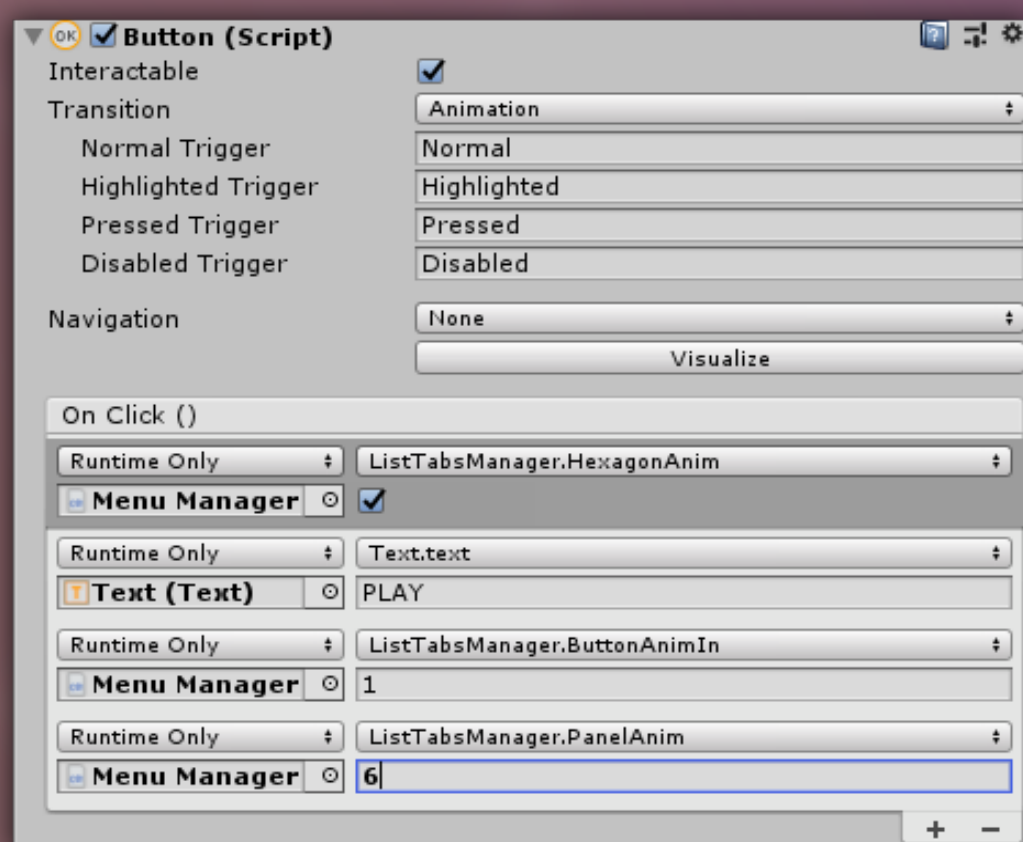 OK Button (Script)
Interactable
Transition Animation
Normal Trigger Normal
Highlighted Trigger Highlighted
Pressed Trigger Pressed
Disabled Trigger Disabled
Navigation None
Visualize
On Click ()
Runtime Only ListTabsManager.HexagonAnim
Menu Manager
Runtime Only Text.text
T Text (Text) PLAY
Runtime Only ListTabsManager.ButtonAnimIn
Menu Manager 1
Runtime Only ListTabsManager.PanelAnim
Menu Manager 6
+ −